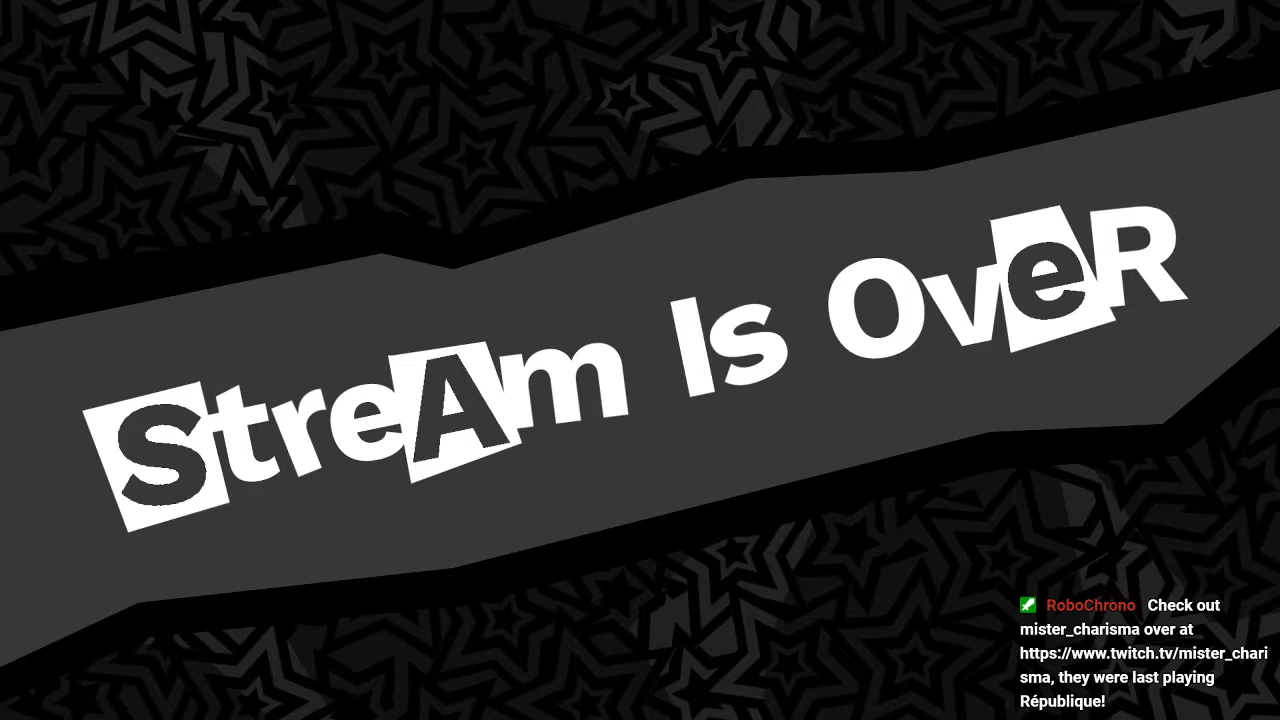 StreAm Is OveR
RoboChrono Check out
mister_charisma over at
https://www.twitch.tv/mister_chari
sma, they were last playing
République!